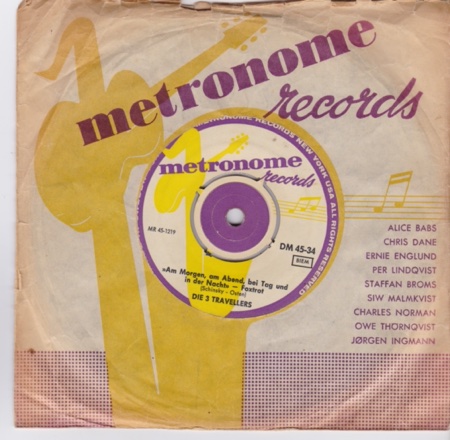 metronome
records
METRONOME RECORDS NEW YORK USA ALL RIGHTS RESERVED
metronome
records
MR 45-1219
DM 45-34
BIEM
»Am Morgen, am Abend, bei Tag und
in der Nacht« — Foxtrot
(Schinsky - Osten)
DIE 3 TRAVELLERS
ALICE BABS
CHRIS DANE
ERNIE ENGLUND
PER LINDQVIST
STAFFAN BROMS
SIW MALMKVIST
CHARLES NORMAN
OWE THÖRNQVIST
JØRGEN INGMANN